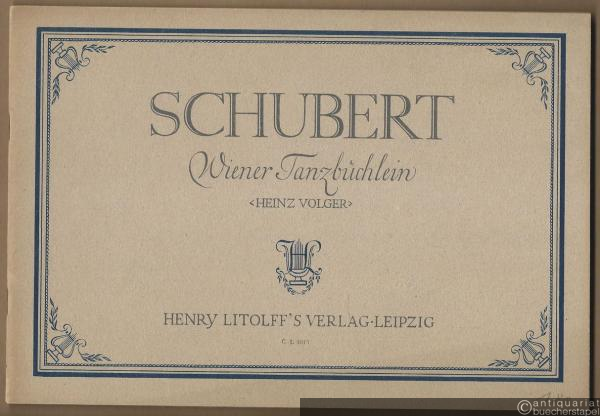 SCHUBERT
Wiener Tanzbüchlein
<HEINZ VOLGER>
HENRY LITOLFF'S VERLAG·LEIPZIG
antiquariat
buecherstapel